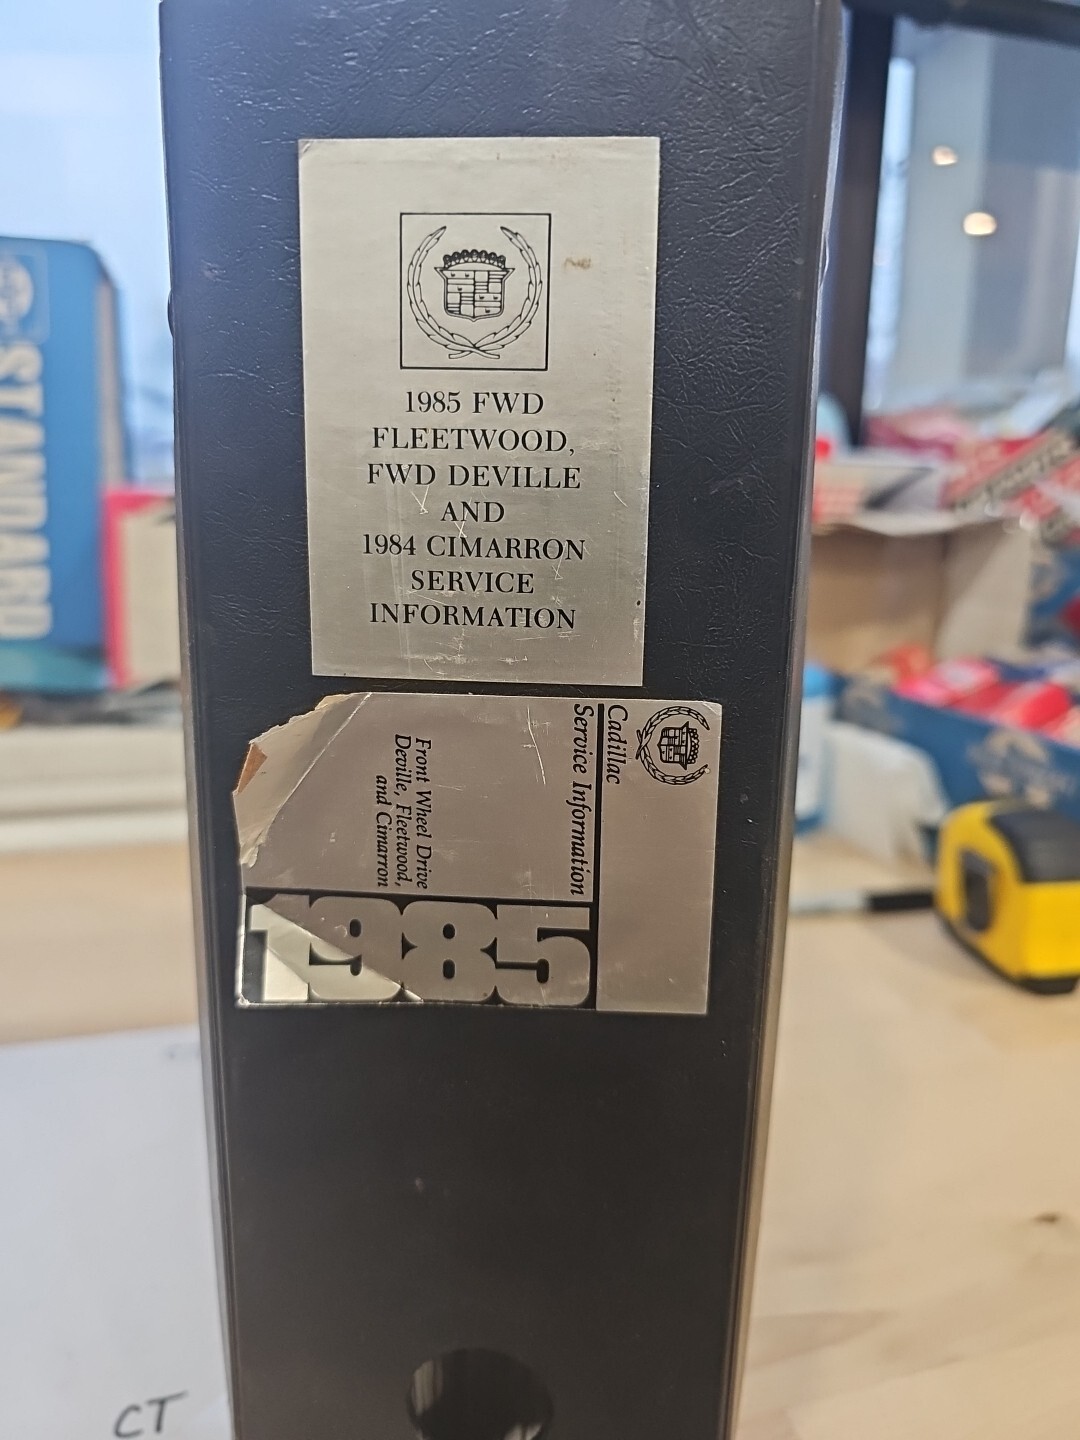 1985 FWD
FLEETWOOD,
FWD DEVILLE
AND
1984 CIMARRON
SERVICE
INFORMATION
Cadillac
Service Information
Front Wheel Drive
Deville, Fleetwood,
and Cimarron
1985
STANDARD
CT